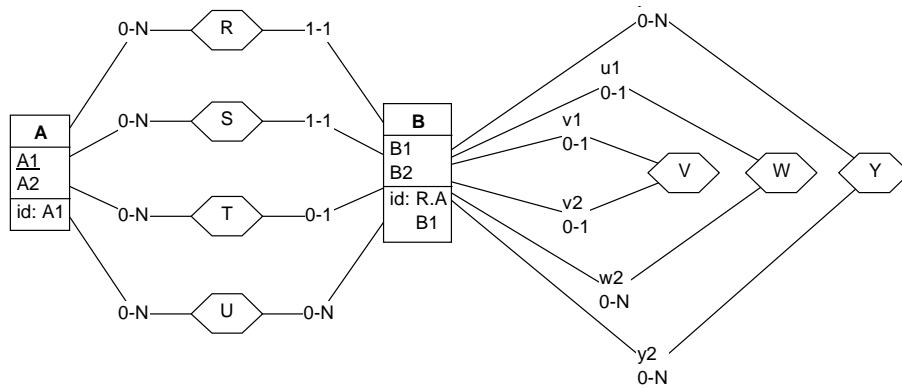 0-N
R
1-1
0-N
S
1-1
0-N
T
0-1
0-N
U
0-N
A
A1
A2
id: A1
B
B1
B2
id: R.A
B1
0-N
u1
0-1
v1
0-1
V
W
Y
v2
0-1
w2
0-N
y2
0-N